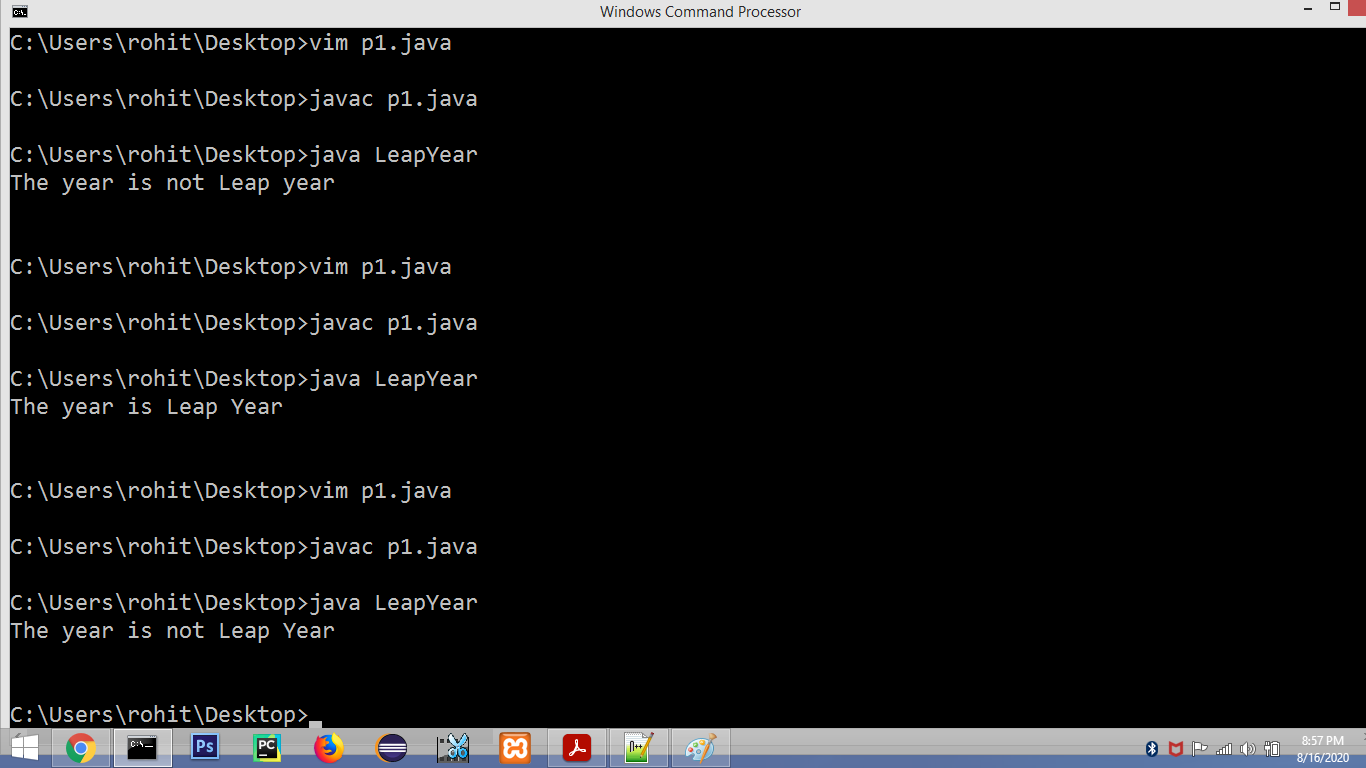 Windows Command Processor
C:\Users\rohit\Desktop>vim p1.java
C:\Users\rohit\Desktop>javac p1.java
C:\Users\rohit\Desktop>java LeapYear
The year is not Leap year
C:\Users\rohit\Desktop>vim p1.java
C:\Users\rohit\Desktop>javac p1.java
C:\Users\rohit\Desktop>java LeapYear
The year is Leap Year
C:\Users\rohit\Desktop>vim p1.java
C:\Users\rohit\Desktop>javac p1.java
C:\Users\rohit\Desktop>java LeapYear
The year is not Leap Year
C:\Users\rohit\Desktop>
Ps
PC
8:57 PM
8/16/2020